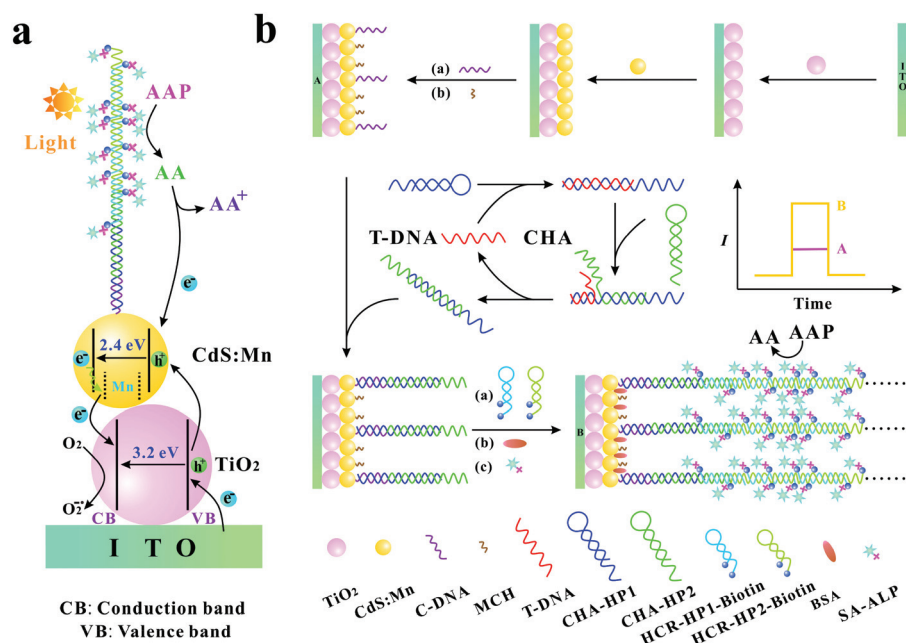 a
Light
AAP
AA
AA+
e-
2.4 eV
e-
h+
CdS:Mn
Mn
e-
3.2 eV
h+
TiO2
O2
O2-·
e-
CB
VB
I T O
CB: Conduction band
VB: Valence band
b
A
(a)
(b)
ITO
T-DNA
CHA
I
B
A
Time
AA
AAP
(a)
(b)
(c)
B
TiO2
CdS:Mn
C-DNA
MCH
T-DNA
CHA-HP1
CHA-HP2
HCR-HP1-Biotin
HCR-HP2-Biotin
BSA
SA-ALP